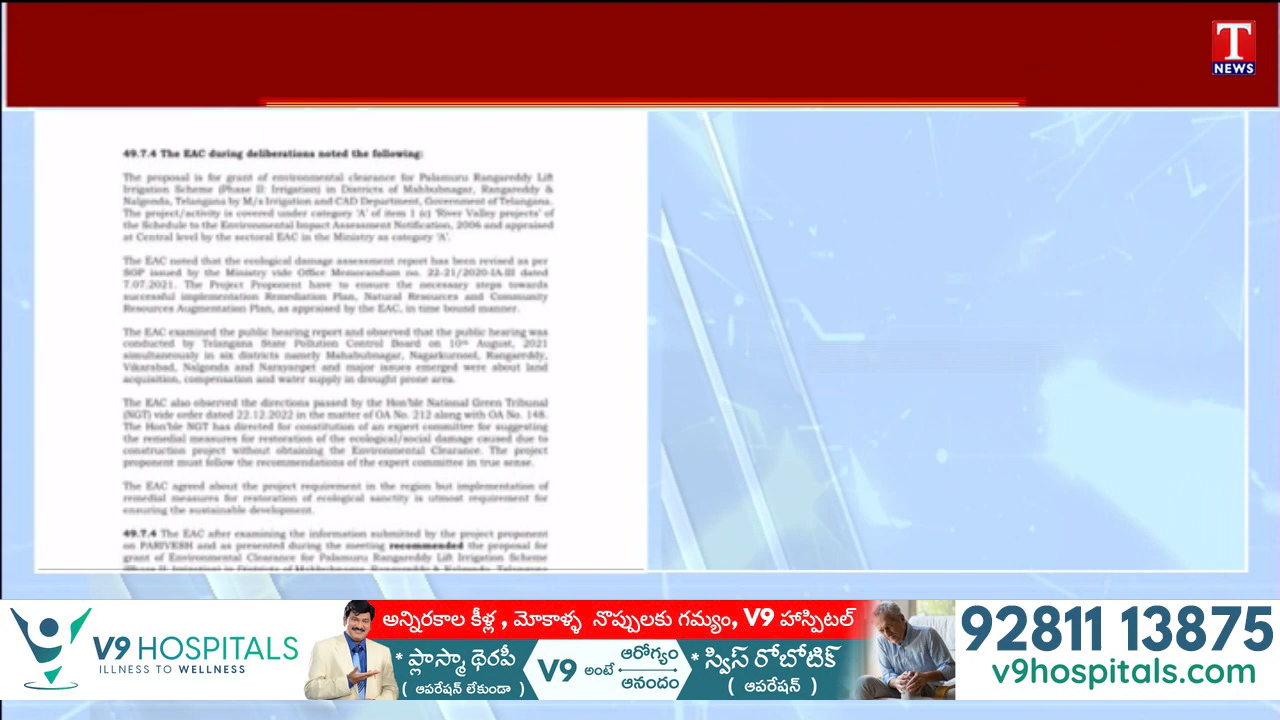 T
NEWS
49.7.4 The EAC during deliberations noted the following:
The proposal is for grant of environmental clearance for Palamuru Rangareddy Lift
Irrigation Scheme (Phase II: Irrigation) in Districts of Mahbubnagar, Rangareddy &
Nalgonda, Telangana by M/s Irrigation and CAD Department, Government of Telangana.
The project/activity is covered under category 'A' of item 1 (c) 'River Valley projects' of
the Schedule to the Environmental Impact Assessment Notification, 2006 and appraised
at Central level by the sectoral EAC in the Ministry as category 'A'.
The EAC noted that the ecological damage assessment report has been revised as per
SOP issued by the Ministry vide Office Memorandum no. 22-21/2020-IA.III dated
7.07.2021. The Project Proponent have to ensure the necessary steps towards
successful implementation Remediation Plan, Natural Resources and Community
Resources Augmentation Plan, as appraised by the EAC, in time bound manner.
The EAC examined the public hearing report and observed that the public hearing was
conducted by Telangana State Pollution Control Board on 10th August, 2021
simultaneously in six districts namely Mahabubnagar, Nagarkurnool, Rangareddy,
Vikarabad, Nalgonda and Narayanpet and major issues emerged were about land
acquisition, compensation and water supply in drought prone area.
The EAC also observed the directions passed by the Hon'ble National Green Tribunal
(NGT) vide order dated 22.12.2022 in the matter of OA No. 212 along with OA No. 148.
The Hon'ble NGT has directed for constitution of an expert committee for suggesting
the remedial measures for restoration of the ecological/social damage caused due to
construction project without obtaining the Environmental Clearance. The project
proponent must follow the recommendations of the expert committee in true sense.
The EAC agreed about the project requirement in the region but implementation of
remedial measures for restoration of ecological sanctity is utmost requirement for
ensuring the sustainable development.
49.7.4 The EAC after examining the information submitted by the project proponent
on PARIVESH and as presented during the meeting recommended the proposal for
grant of Environmental Clearance for Palamuru Rangareddy Lift Irrigation Scheme
(Phase II: Irrigation) in Districts of Mahbubnagar, Rangareddy & Nalgonda, Telangana
V9 HOSPITALS
ILLNESS TO WELLNESS
అన్నిరకాల కీళ్ల , మోకాళ్ళ నొప్పులకు గమ్యం, V9 హాస్పిటల్
* ప్లాస్మా థెరపీ
( ఆపరేషన్ లేకుండా )
V9 అంటే ఆరోగ్యం
ఆనందం
* స్విస్ రోబోటిక్
( ఆపరేషన్ )
92811 13875
v9hospitals.com